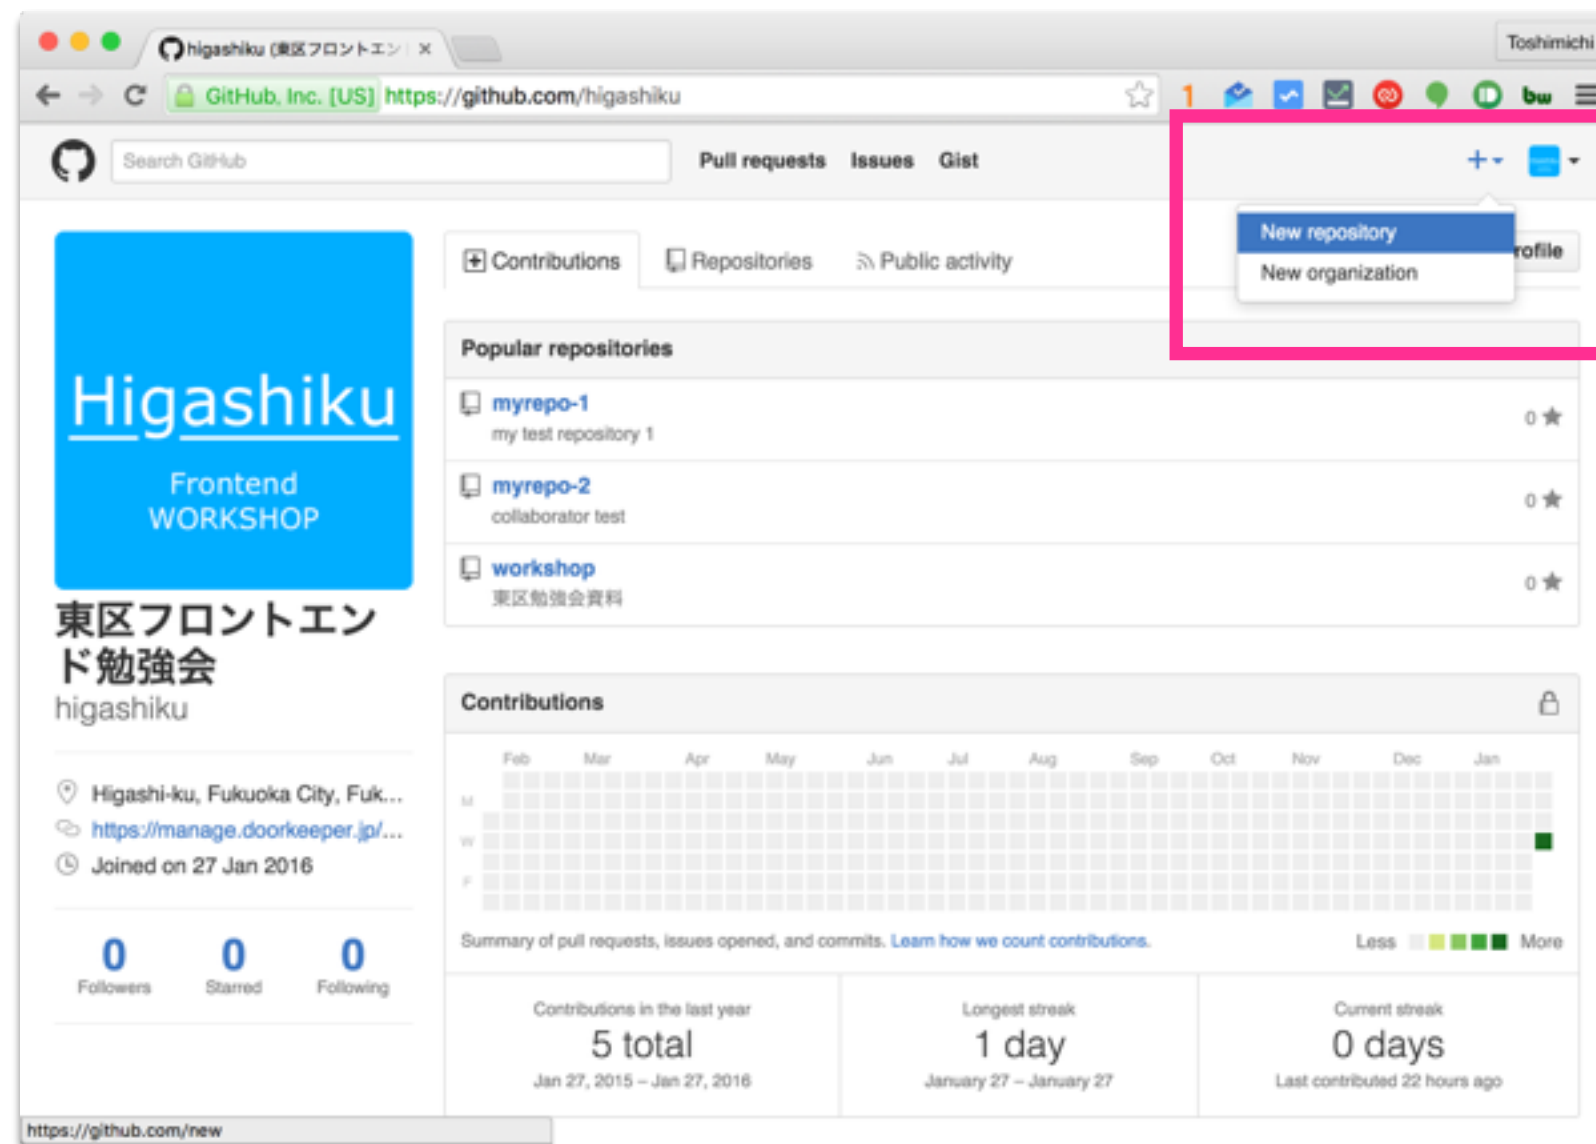 higashiku (東区フロントエン
Toshimichi
GitHub, Inc. [US] https://github.com/higashiku
1
bw
Search GitHub
Pull requests Issues Gist
New repository
New organization
rofile
Contributions Repositories Public activity
Higashiku
Frontend
WORKSHOP
東区フロントエン
ド勉強会
higashiku
Higashi-ku, Fukuoka City, Fuk...
https://manage.doorkeeper.jp/...
Joined on 27 Jan 2016
0 0 0
Followers Starred Following
Popular repositories
myrepo-1
my test repository 1
0
myrepo-2
collaborator test
0
workshop
東区勉強会資料
0
Contributions
Feb Mar Apr May Jun Jul Aug Sep Oct Nov Dec Jan
M
W
F
Summary of pull requests, issues opened, and commits. Learn how we count contributions.
Less More
Contributions in the last year
5 total
Jan 27, 2015 – Jan 27, 2016
Longest streak
1 day
January 27 – January 27
Current streak
0 days
Last contributed 22 hours ago
https://github.com/new